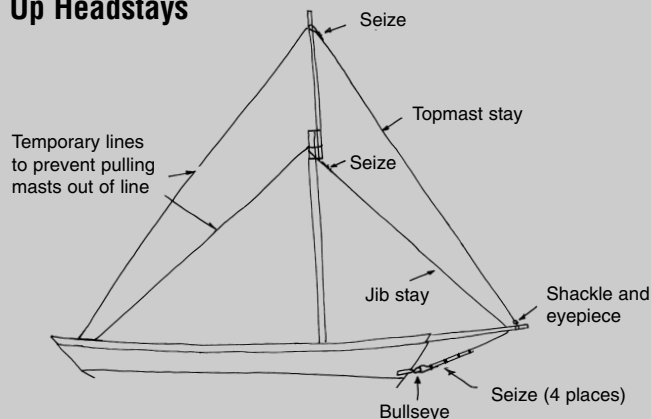 Up Headstays
Seize
Topmast stay
Temporary lines
to prevent pulling
masts out of line
Seize
Jib stay
Shackle and
eyepiece
Seize (4 places)
Bullseye